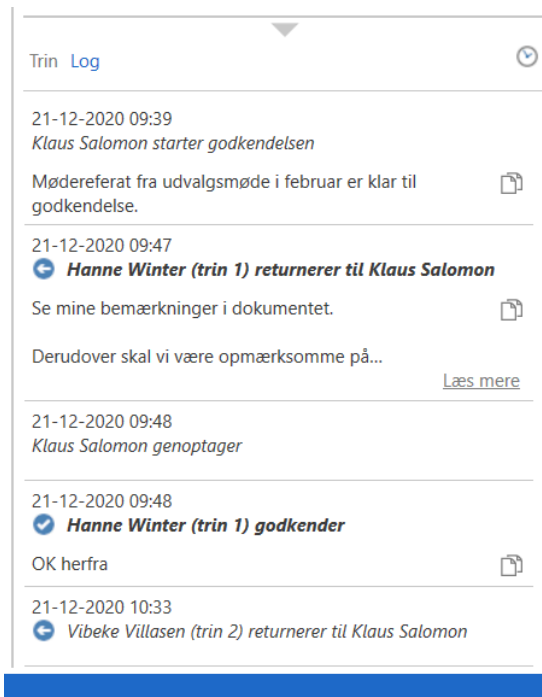 Trin Log
21-12-2020 09:39
Klaus Salomon starter godkendelsen
Mødereferat fra udvalgsmøde i februar er klar til
godkendelse.
21-12-2020 09:47
Hanne Winter (trin 1) returnerer til Klaus Salomon
Se mine bemærkninger i dokumentet.
Derudover skal vi være opmærksomme på...
Læs mere
21-12-2020 09:48
Klaus Salomon genoptager
21-12-2020 09:48
Hanne Winter (trin 1) godkender
OK herfra
21-12-2020 10:33
Vibeke Villasen (trin 2) returnerer til Klaus Salomon